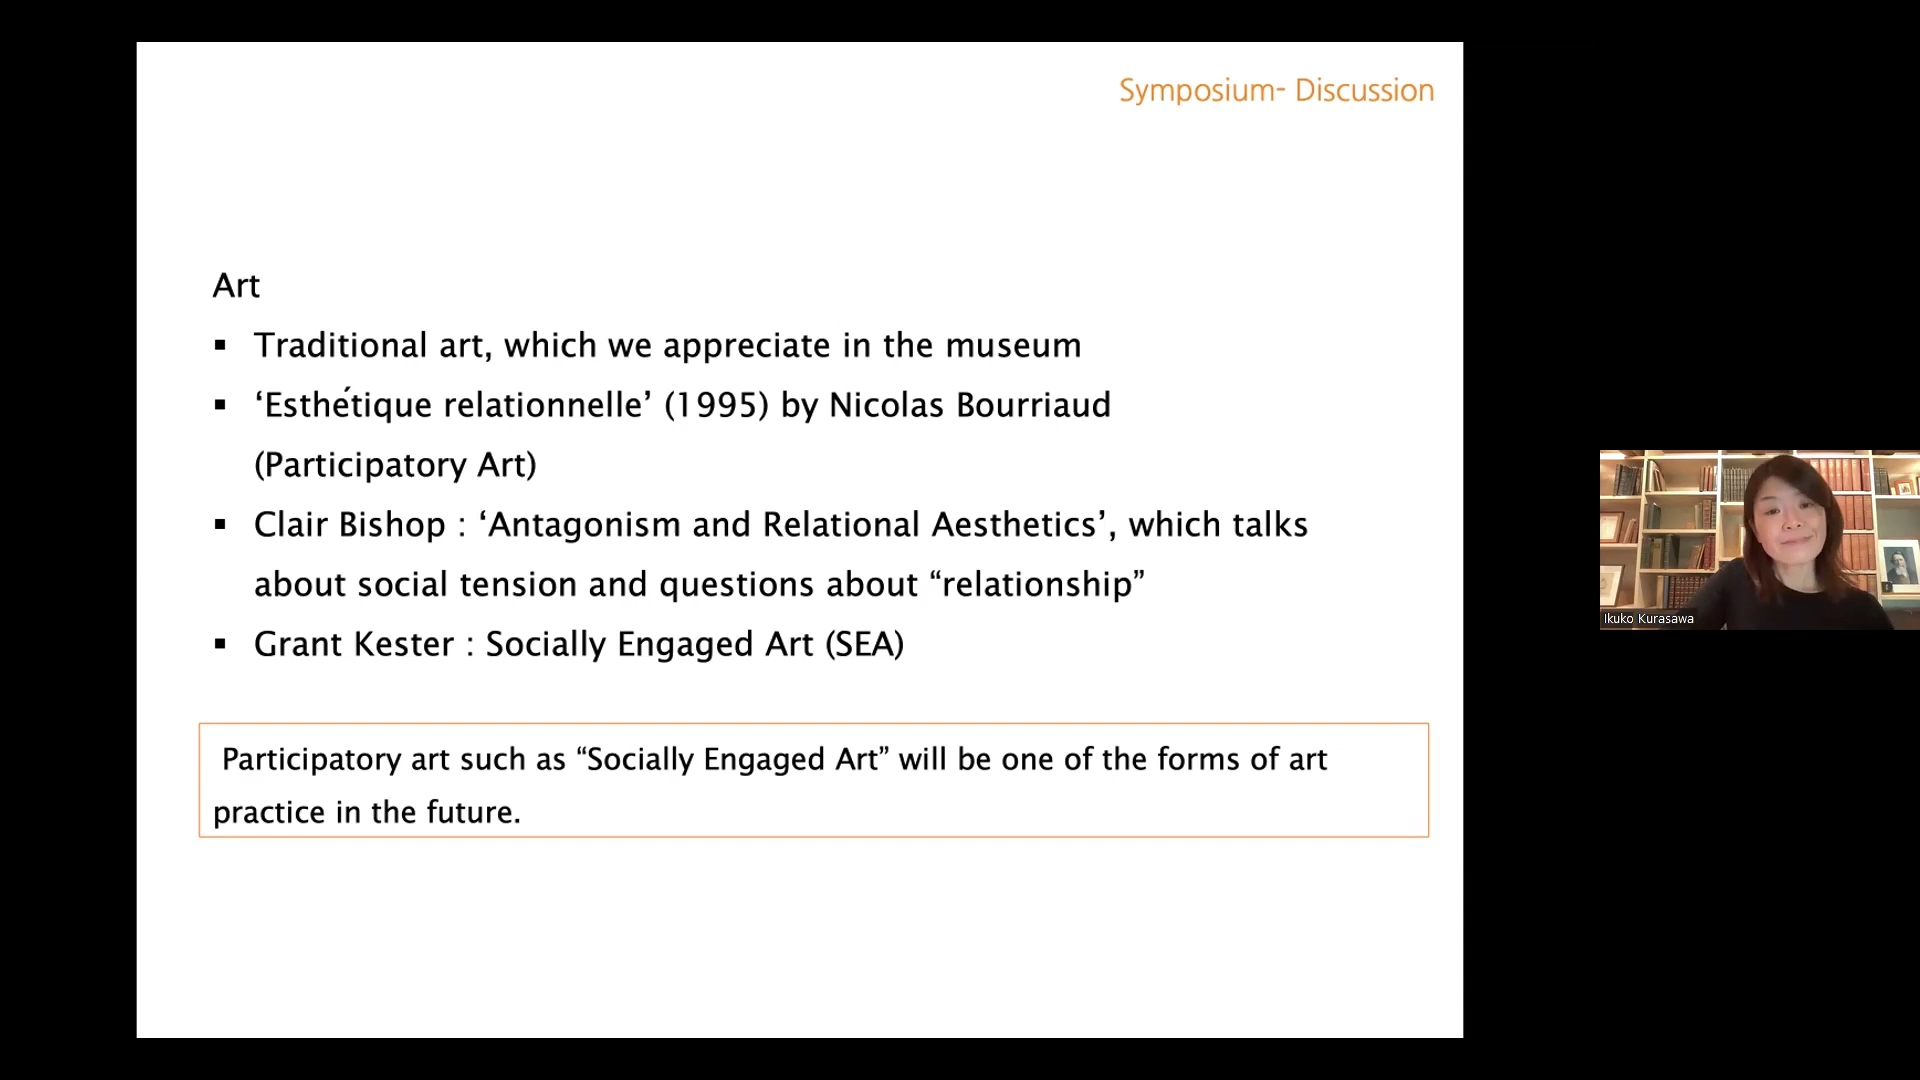 Symposium- Discussion
Art
▪ Traditional art, which we appreciate in the museum
▪ ‘Esthétique relationnelle’ (1995) by Nicolas Bourriaud
(Participatory Art)
▪ Clair Bishop : ‘Antagonism and Relational Aesthetics’, which talks
about social tension and questions about “relationship”
▪ Grant Kester : Socially Engaged Art (SEA)
Participatory art such as “Socially Engaged Art” will be one of the forms of art
practice in the future.
Ikuko Kurasawa